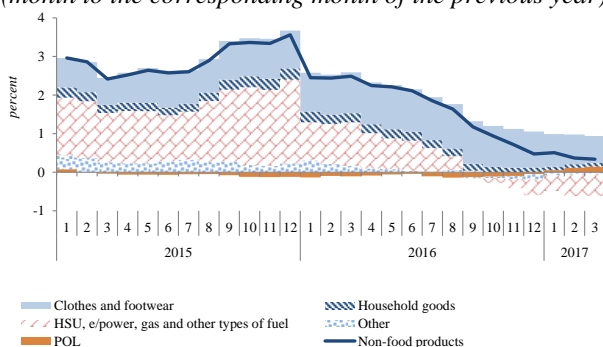 (month to the corresponding month of the previous year)
percent
4
3
2
1
0
-1
1 2 3 4 5 6 7 8 9 10 11 12 1 2 3 4 5 6 7 8 9 10 11 12 1 2 3
2015 2016 2017
Clothes and footwear Household goods
HSU, e/power, gas and other types of fuel Other
POL Non-food products